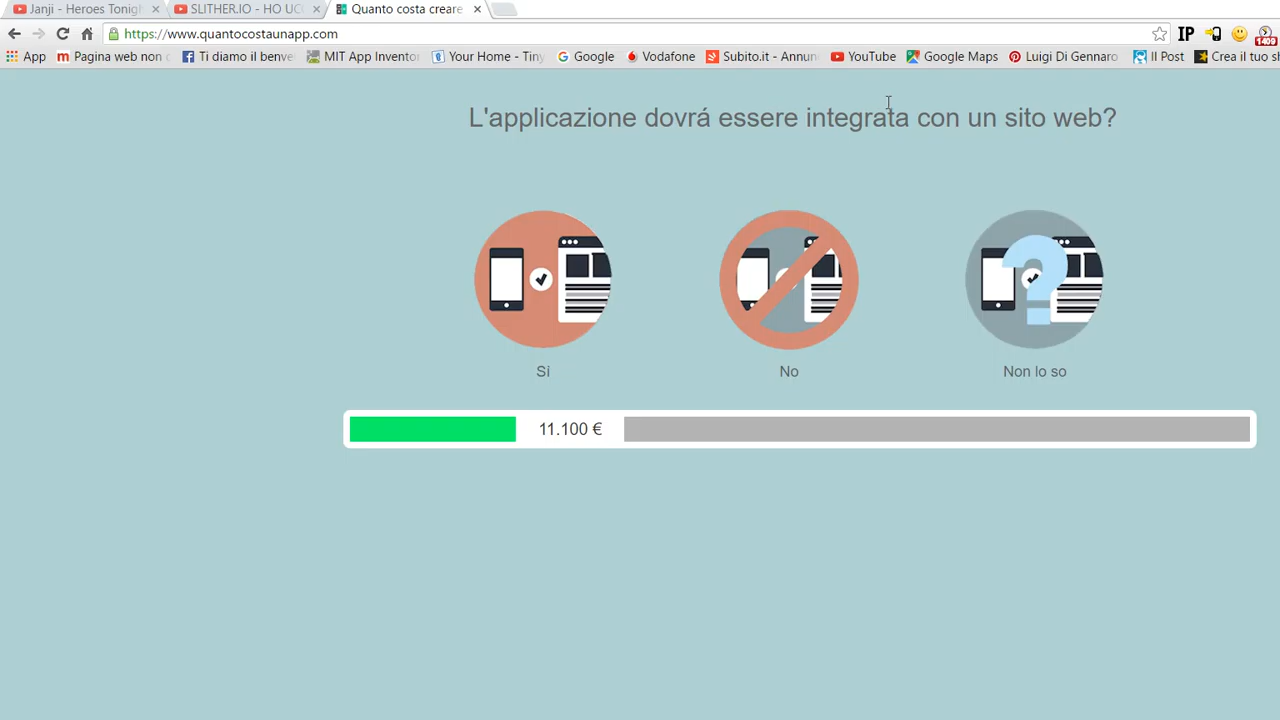 Janji - Heroes Tonigh
SLITHER.IO - HO UC
Quanto costa creare
https://www.quantocostaunapp.com
IP
1409
App
Pagina web non
Ti diamo il benve
MIT App Inventor
Your Home - Tiny
Google
Vodafone
Subito.it - Annun
YouTube
Google Maps
Luigi Di Gennaro
Il Post
Crea il tuo s
L'applicazione dovrá essere integrata con un sito web?
Sì
No
Non lo so
11.100 €